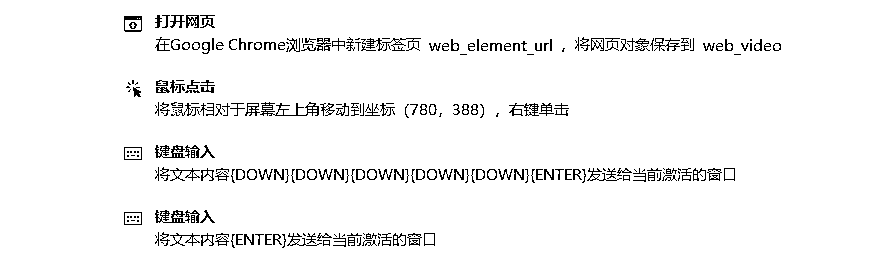 打开网页
在Google Chrome浏览器中新建标签页 web_element_url ，将网页对象保存到 web_video
鼠标点击
将鼠标相对于屏幕左上角移动到坐标（780，388），右键单击
键盘输入
将文本内容{DOWN}{DOWN}{DOWN}{DOWN}{DOWN}{ENTER}发送给当前激活的窗口
键盘输入
将文本内容{ENTER}发送给当前激活的窗口